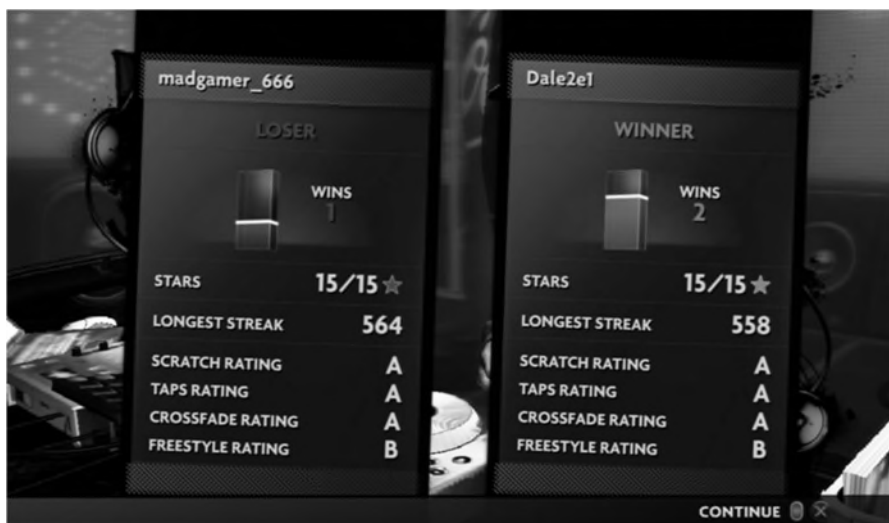 madgamer_666
LOSER
WINS
1
STARS 15/15
LONGEST STREAK 564
SCRATCH RATING A
TAPS RATING A
CROSSFADE RATING A
FREESTYLE RATING B
Dale2e1
WINNER
WINS
2
STARS 15/15
LONGEST STREAK 558
SCRATCH RATING A
TAPS RATING A
CROSSFADE RATING A
FREESTYLE RATING B
CONTINUE